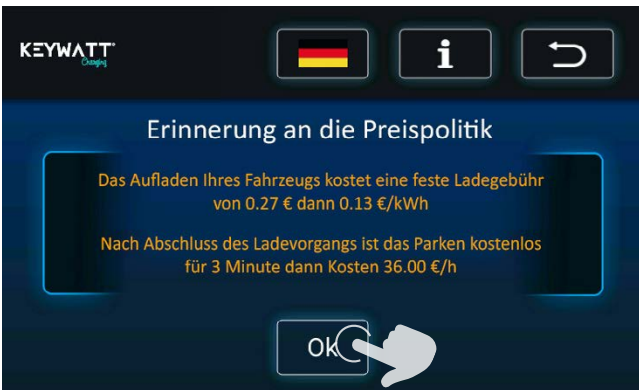 KEYWATT®
Charging
i
Erinnerung an die Preispolitik
Das Aufladen Ihres Fahrzeugs kostet eine feste Ladegebühr
von 0.27 € dann 0.13 €/kWh
Nach Abschluss des Ladevorgangs ist das Parken kostenlos
für 3 Minute dann Kosten 36.00 €/h
OK